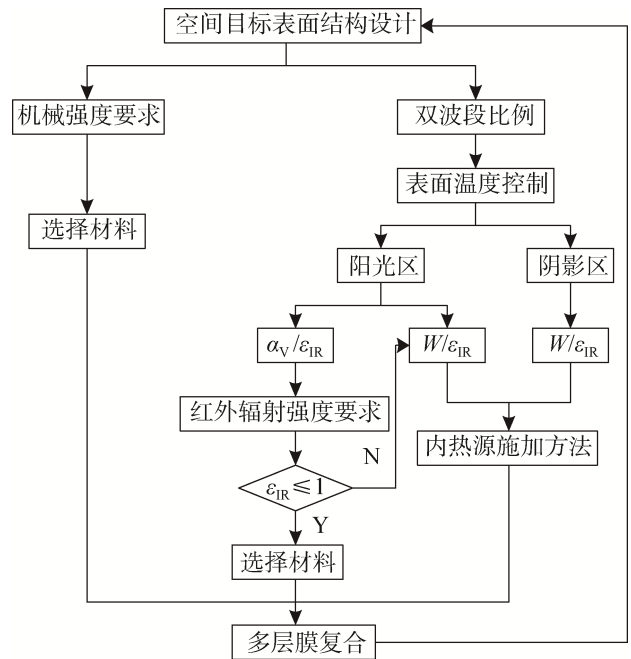 空间目标表面结构设计
机械强度要求
双波段比例
表面温度控制
选择材料
阳光区
阴影区
αV/εIR
W/εIR
W/εIR
红外辐射强度要求
内热源施加方法
N
εIR≤1
Y
选择材料
多层膜复合